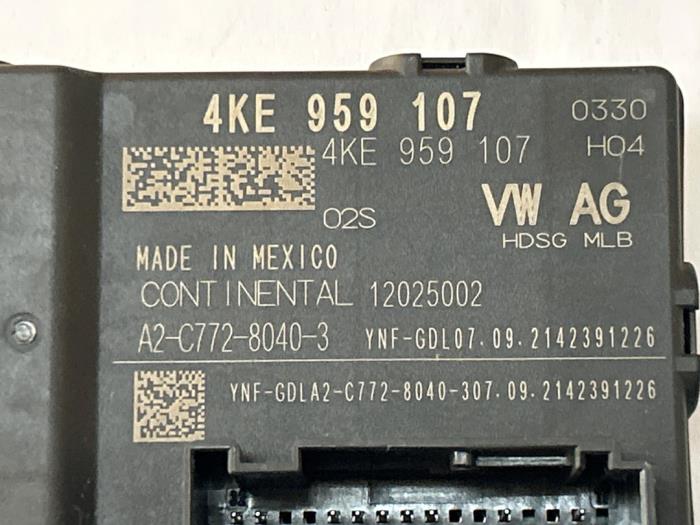 4KE 959 107 0330
4KE 959 107 H04
02S VW AG
HDSG MLB
MADE IN MEXICO
CONTINENTAL 12025002
A2-C772-8040-3 YNF-GDL07.09.2142391226
YNF-GDLA2-C772-8040-307.09.2142391226